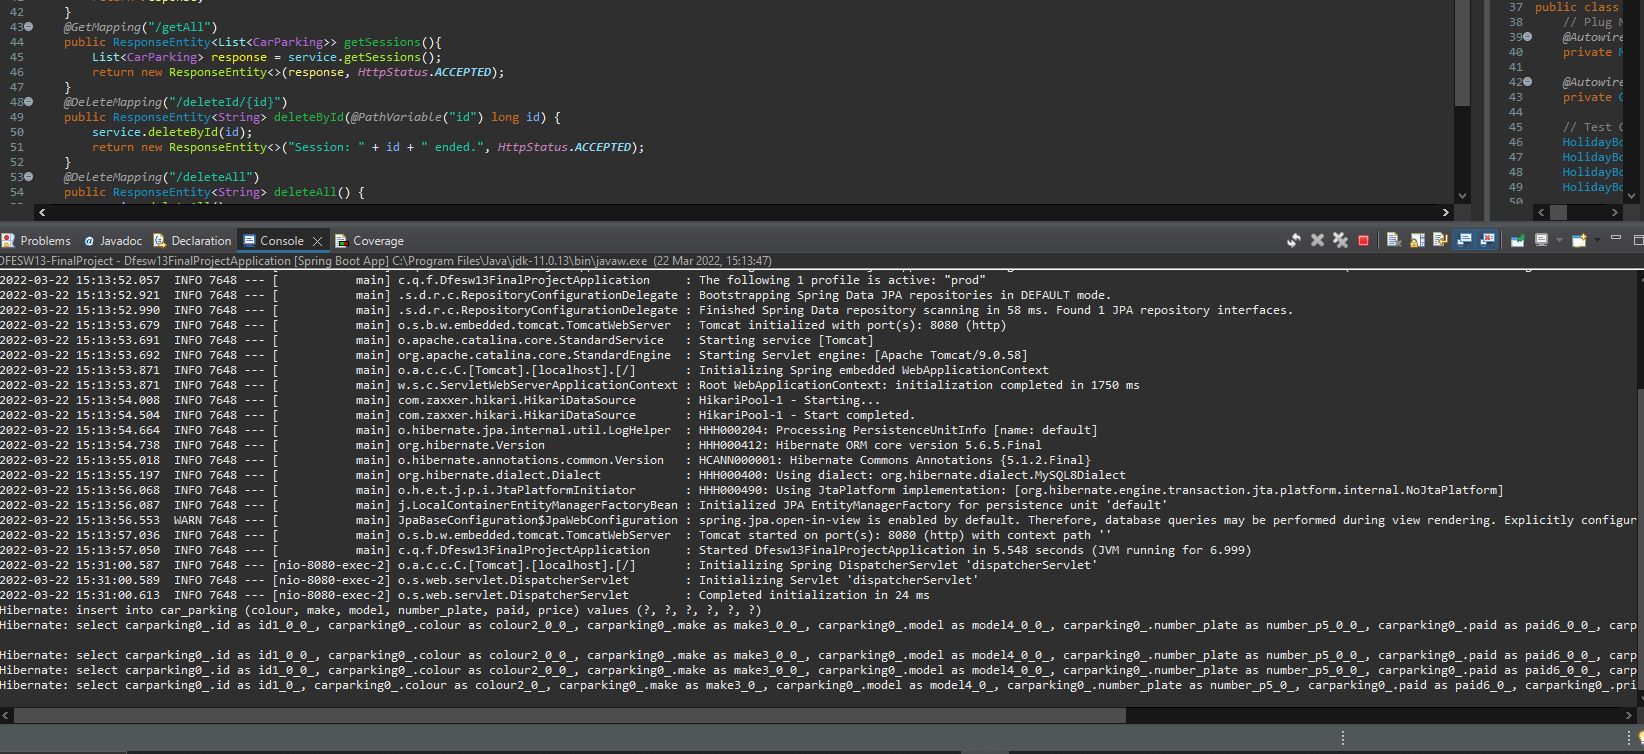 42 }
43 @GetMapping("/getAll")
44 public ResponseEntity<List<CarParking>> getSessions(){
45 List<CarParking> response = service.getSessions();
46 return new ResponseEntity<>(response, HttpStatus.ACCEPTED);
47 }
48 @DeleteMapping("/deleteId/{id}")
49 public ResponseEntity<String> deleteById(@PathVariable("id") long id) {
50 service.deleteById(id);
51 return new ResponseEntity<>("Session: " + id + " ended.", HttpStatus.ACCEPTED);
52 }
53 @DeleteMapping("/deleteAll")
54 public ResponseEntity<String> deleteAll() {
37 public class
38 // Plug M
39 @Autowire
40 private M
41
42 @Autowire
43 private
44
45 // Test
46 HolidayBo
47 HolidayBo
48 HolidayBo
49 HolidayBo
50
Problems @ Javadoc Declaration Console Coverage
DFESW13-FinalProject - Dfesw13FinalProjectApplication [Spring Boot App] C:\Program Files\Java\jdk-11.0.13\bin\javaw.exe (22 Mar 2022, 15:13:47)
2022-03-22 15:13:52.057 INFO 7648 --- [ main] c.q.f.Dfesw13FinalProjectApplication : The following 1 profile is active: "prod"
2022-03-22 15:13:52.921 INFO 7648 --- [ main] .s.d.r.c.RepositoryConfigurationDelegate : Bootstrapping Spring Data JPA repositories in DEFAULT mode.
2022-03-22 15:13:52.990 INFO 7648 --- [ main] .s.d.r.c.RepositoryConfigurationDelegate : Finished Spring Data repository scanning in 58 ms. Found 1 JPA repository interfaces.
2022-03-22 15:13:53.679 INFO 7648 --- [ main] o.s.b.w.embedded.tomcat.TomcatWebServer : Tomcat initialized with port(s): 8080 (http)
2022-03-22 15:13:53.691 INFO 7648 --- [ main] o.apache.catalina.core.StandardService : Starting service [Tomcat]
2022-03-22 15:13:53.692 INFO 7648 --- [ main] org.apache.catalina.core.StandardEngine : Starting Servlet engine: [Apache Tomcat/9.0.58]
2022-03-22 15:13:53.871 INFO 7648 --- [ main] o.a.c.c.C.[Tomcat].[localhost].[/] : Initializing Spring embedded WebApplicationContext
2022-03-22 15:13:53.871 INFO 7648 --- [ main] w.s.c.ServletWebServerApplicationContext : Root WebApplicationContext: initialization completed in 1750 ms
2022-03-22 15:13:54.008 INFO 7648 --- [ main] com.zaxxer.hikari.HikariDataSource : HikariPool-1 - Starting...
2022-03-22 15:13:54.504 INFO 7648 --- [ main] com.zaxxer.hikari.HikariDataSource : HikariPool-1 - Start completed.
2022-03-22 15:13:54.664 INFO 7648 --- [ main] o.hibernate.jpa.internal.util.LogHelper : HHH000204: Processing PersistenceUnitInfo [name: default]
2022-03-22 15:13:54.738 INFO 7648 --- [ main] org.hibernate.Version : HHH000412: Hibernate ORM core version 5.6.5.Final
2022-03-22 15:13:55.018 INFO 7648 --- [ main] o.hibernate.annotations.common.Version : HCANN000001: Hibernate Commons Annotations {5.1.2.Final}
2022-03-22 15:13:55.197 INFO 7648 --- [ main] org.hibernate.dialect.Dialect : HHH000400: Using dialect: org.hibernate.dialect.MySQL8Dialect
2022-03-22 15:13:56.068 INFO 7648 --- [ main] o.h.e.t.j.p.i.JtaPlatformInitiator : HHH000490: Using JtaPlatform implementation: [org.hibernate.engine.transaction.jta.platform.internal.NoJtaPlatform]
2022-03-22 15:13:56.087 INFO 7648 --- [ main] j.LocalContainerEntityManagerFactoryBean : Initialized JPA EntityManagerFactory for persistence unit 'default'
2022-03-22 15:13:56.553 WARN 7648 --- [ main] JpaBaseConfiguration$JpaWebConfiguration : spring.jpa.open-in-view is enabled by default. Therefore, database queries may be performed during view rendering. Explicitly configur
2022-03-22 15:13:57.036 INFO 7648 --- [ main] o.s.b.w.embedded.tomcat.TomcatWebServer : Tomcat started on port(s): 8080 (http) with context path ''
2022-03-22 15:13:57.050 INFO 7648 --- [ main] c.q.f.Dfesw13FinalProjectApplication : Started Dfesw13FinalProjectApplication in 5.548 seconds (JVM running for 6.999)
2022-03-22 15:31:00.587 INFO 7648 --- [nio-8080-exec-2] o.a.c.c.C.[Tomcat].[localhost].[/] : Initializing Spring DispatcherServlet 'dispatcherServlet'
2022-03-22 15:31:00.589 INFO 7648 --- [nio-8080-exec-2] o.s.web.servlet.DispatcherServlet : Initializing Servlet 'dispatcherServlet'
2022-03-22 15:31:00.613 INFO 7648 --- [nio-8080-exec-2] o.s.web.servlet.DispatcherServlet : Completed initialization in 24 ms
Hibernate: insert into car_parking (colour, make, model, number_plate, paid, price) values (?, ?, ?, ?, ?, ?)
Hibernate: select carparking0_.id as id1_0_0_, carparking0_.colour as colour2_0_0_, carparking0_.make as make3_0_0_, carparking0_.model as model4_0_0_, carparking0_.number_plate as number_p5_0_0_, carparking0_.paid as paid6_0_0_, carp
Hibernate: select carparking0_.id as id1_0_0_, carparking0_.colour as colour2_0_0_, carparking0_.make as make3_0_0_, carparking0_.model as model4_0_0_, carparking0_.number_plate as number_p5_0_0_, carparking0_.paid as paid6_0_0_, carp
Hibernate: select carparking0_.id as id1_0_0_, carparking0_.colour as colour2_0_0_, carparking0_.make as make3_0_0_, carparking0_.model as model4_0_0_, carparking0_.number_plate as number_p5_0_0_, carparking0_.paid as paid6_0_0_, carp
Hibernate: select carparking0_.id as id1_0_, carparking0_.colour as colour2_0_, carparking0_.make as make3_0_, carparking0_.model as model4_0_, carparking0_.number_plate as number_p5_0_, carparking0_.paid as paid6_0_, carparking0_.pri